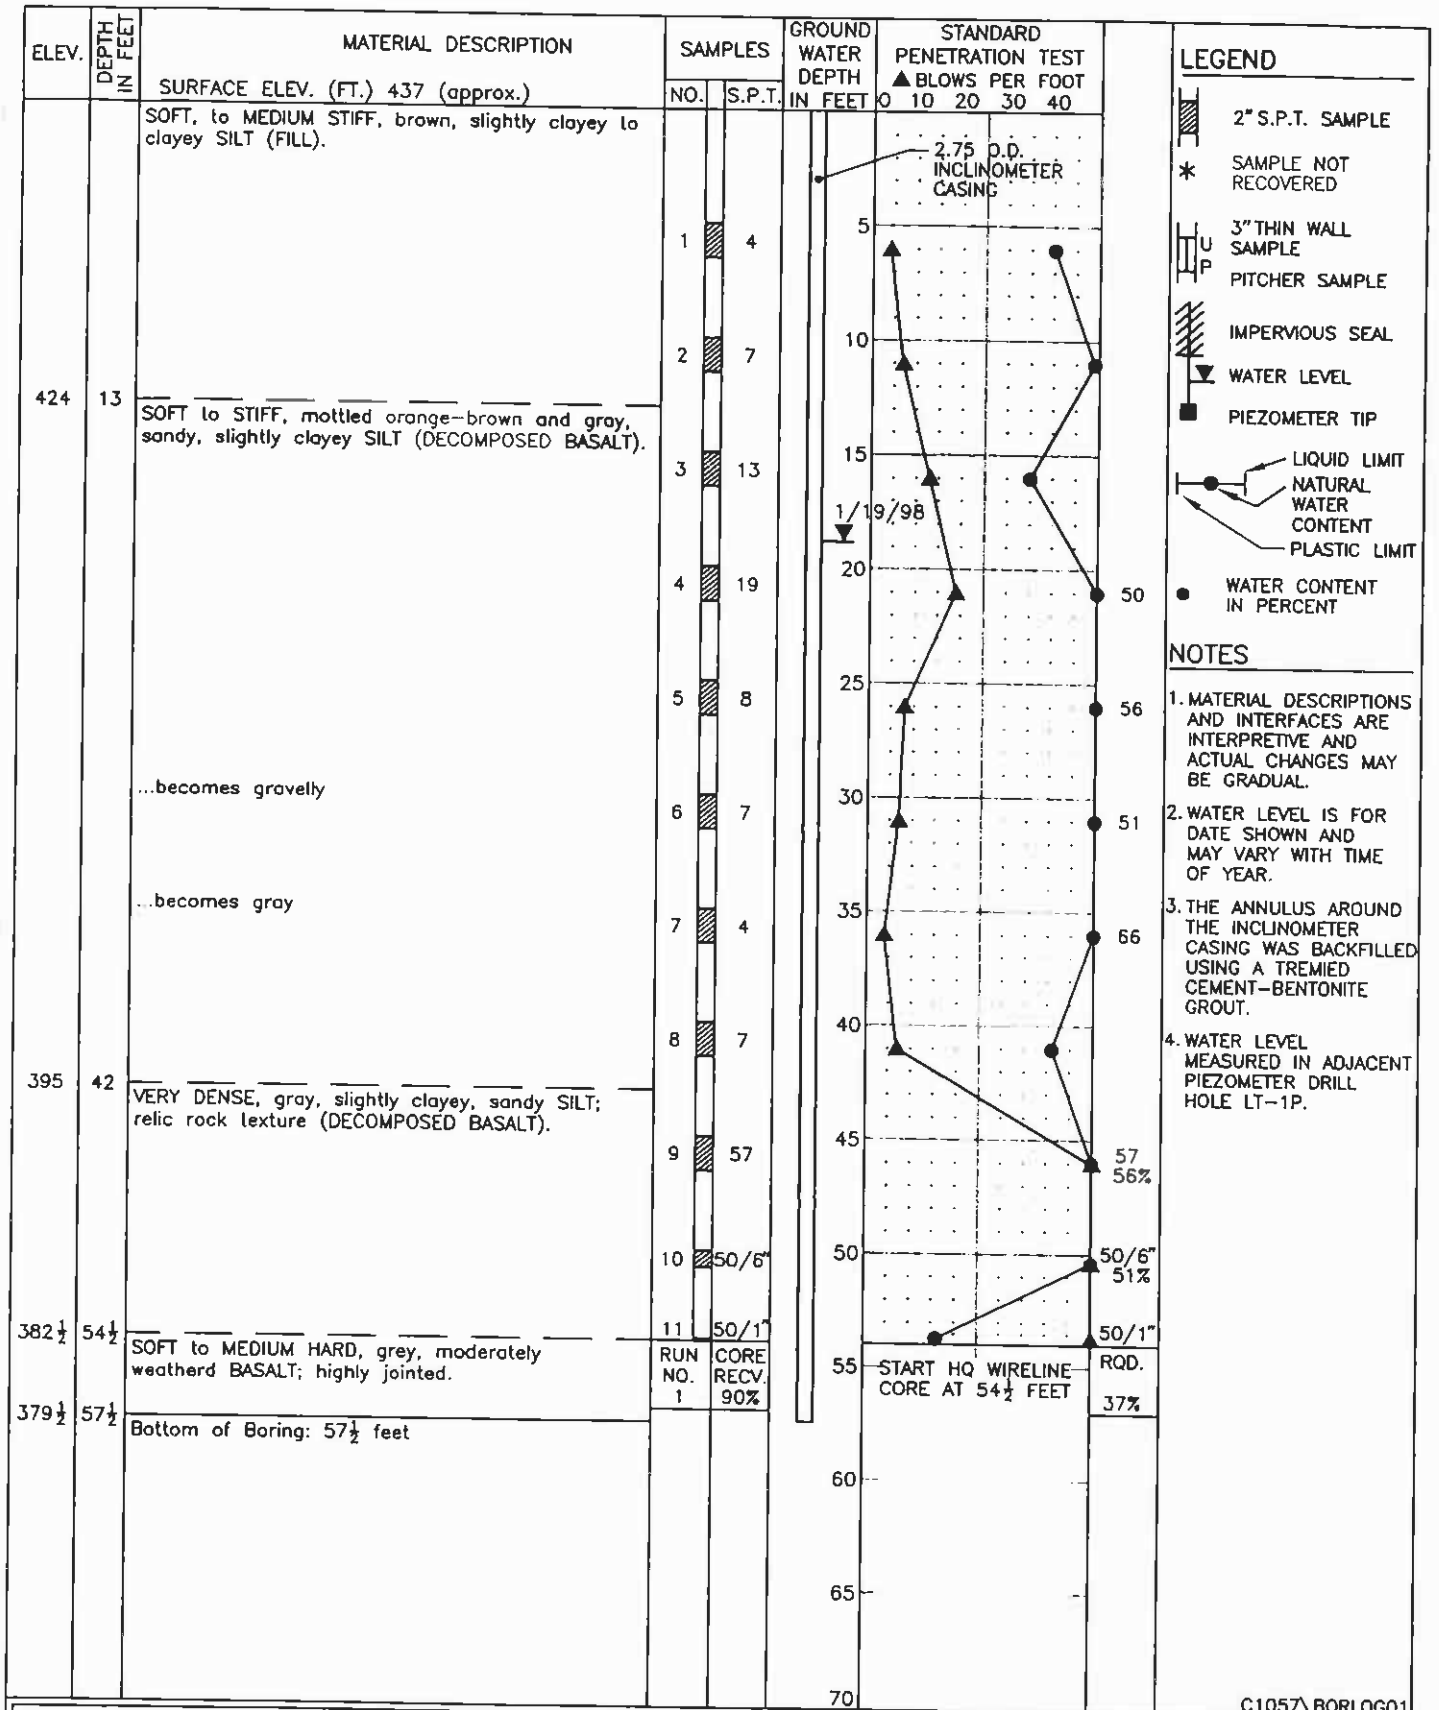 ELEV.
DEPTH IN FEET
MATERIAL DESCRIPTION
SURFACE ELEV. (FT.) 437 (approx.)
SAMPLES
NO.
S.P.T.
GROUND
WATER
DEPTH
IN FEET
STANDARD
PENETRATION TEST
▲ BLOWS PER FOOT
0 10 20 30 40
SOFT, to MEDIUM STIFF, brown, slightly clayey to
clayey SILT (FILL).
2.75 O.D.
INCLINOMETER
CASING
5
1 4
10
2 7
424 13
SOFT to STIFF, mottled orange-brown and gray,
sandy, slightly clayey SILT (DECOMPOSED BASALT).
15
3 13
1/19/98
20
4 19
50
25
5 8
56
...becomes gravelly
30
6 7
51
...becomes gray
35
7 4
66
40
8 7
395 42
VERY DENSE, gray, slightly clayey, sandy SILT;
relic rock texture (DECOMPOSED BASALT).
45
9 57
57
56%
50
10 50/6"
50/6"
51%
382½ 54½
11 50/1"
50/1"
SOFT to MEDIUM HARD, grey, moderately
weatherd BASALT; highly jointed.
RUN
NO.
1
CORE
RECV.
90%
55
START HQ WIRELINE
CORE AT 54½ FEET
RQD.
37%
379½ 57½
Bottom of Boring: 57½ feet
60
65
70
LEGEND
2" S.P.T. SAMPLE
* SAMPLE NOT
RECOVERED
U
P
3" THIN WALL
SAMPLE
PITCHER SAMPLE
IMPERVIOUS SEAL
WATER LEVEL
PIEZOMETER TIP
LIQUID LIMIT
NATURAL
WATER
CONTENT
PLASTIC LIMIT
● WATER CONTENT
IN PERCENT
NOTES
1. MATERIAL DESCRIPTIONS
AND INTERFACES ARE
INTERPRETIVE AND
ACTUAL CHANGES MAY
BE GRADUAL.
2. WATER LEVEL IS FOR
DATE SHOWN AND
MAY VARY WITH TIME
OF YEAR.
3. THE ANNULUS AROUND
THE INCLINOMETER
CASING WAS BACKFILLED
USING A TREMIED
CEMENT-BENTONITE
GROUT.
4. WATER LEVEL
MEASURED IN ADJACENT
PIEZOMETER DRILL
HOLE LT-1P.
C1057\BORLOG01